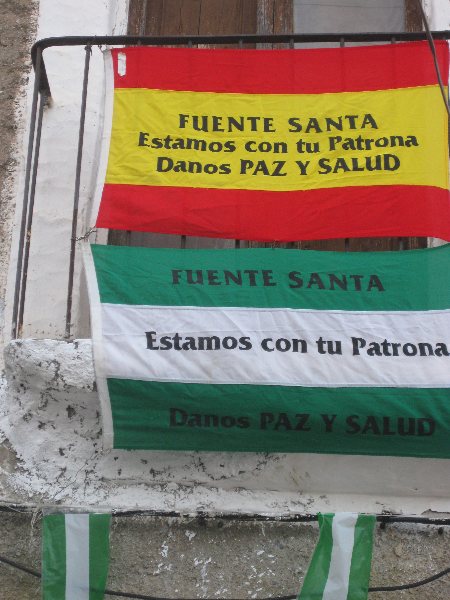 FUENTE SANTA
Estamos con tu Patrona
Danos PAZ Y SALUD
FUENTE SANTA
Estamos con tu Patrona
Danos PAZ Y SALUD